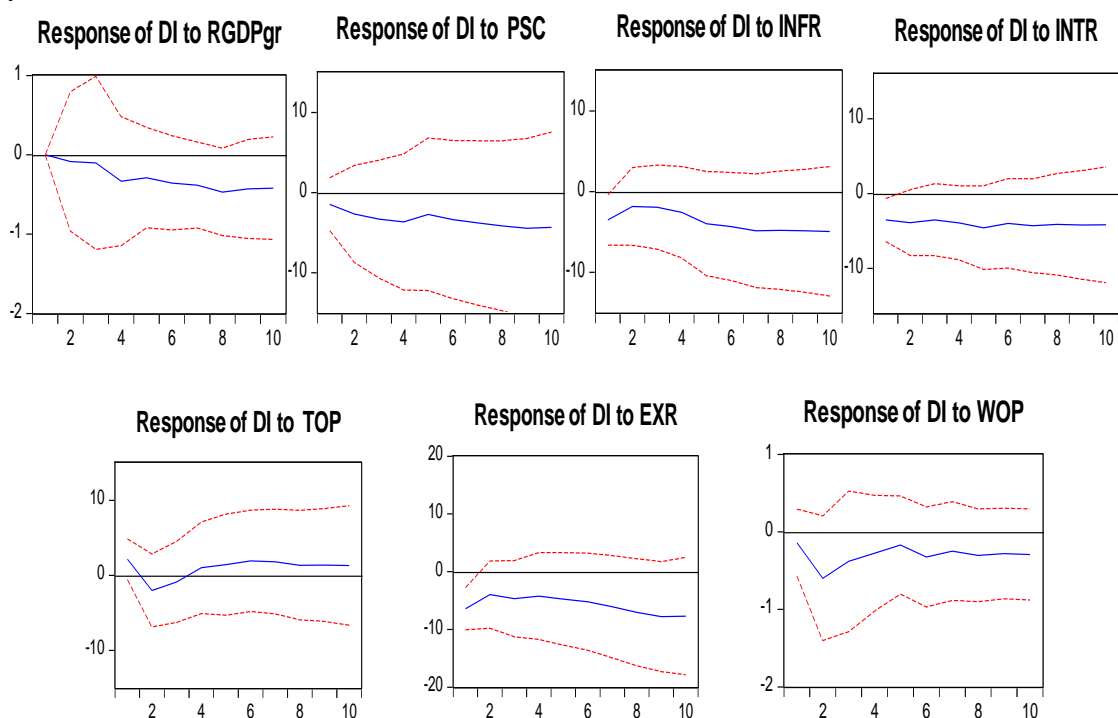 Response of DI to RGDPgr
1
0
-1
-2
2 4 6 8 10
Response of DI to PSC
10
0
-10
2 4 6 8 10
Response of DI to INFR
10
0
-10
2 4 6 8 10
Response of DI to INTR
10
0
-10
2 4 6 8 10
Response of DI to TOP
10
0
-10
2 4 6 8 10
Response of DI to EXR
20
10
0
-10
-20
2 4 6 8 10
Response of DI to WOP
1
0
-1
-2
2 4 6 8 10